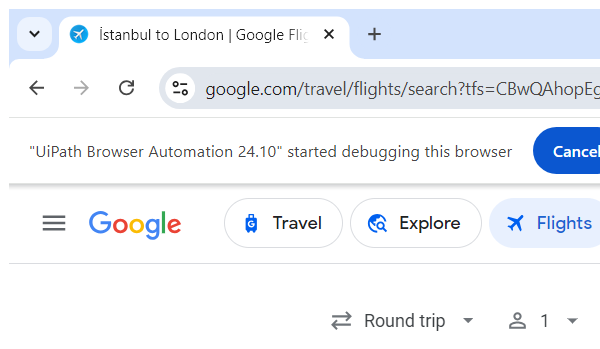 İstanbul to London | Google Flig
google.com/travel/flights/search?tfs=CBwQAhopEg
"UiPath Browser Automation 24.10" started debugging this browser
Cancel
Google
Travel
Explore
Flights
Round trip
1